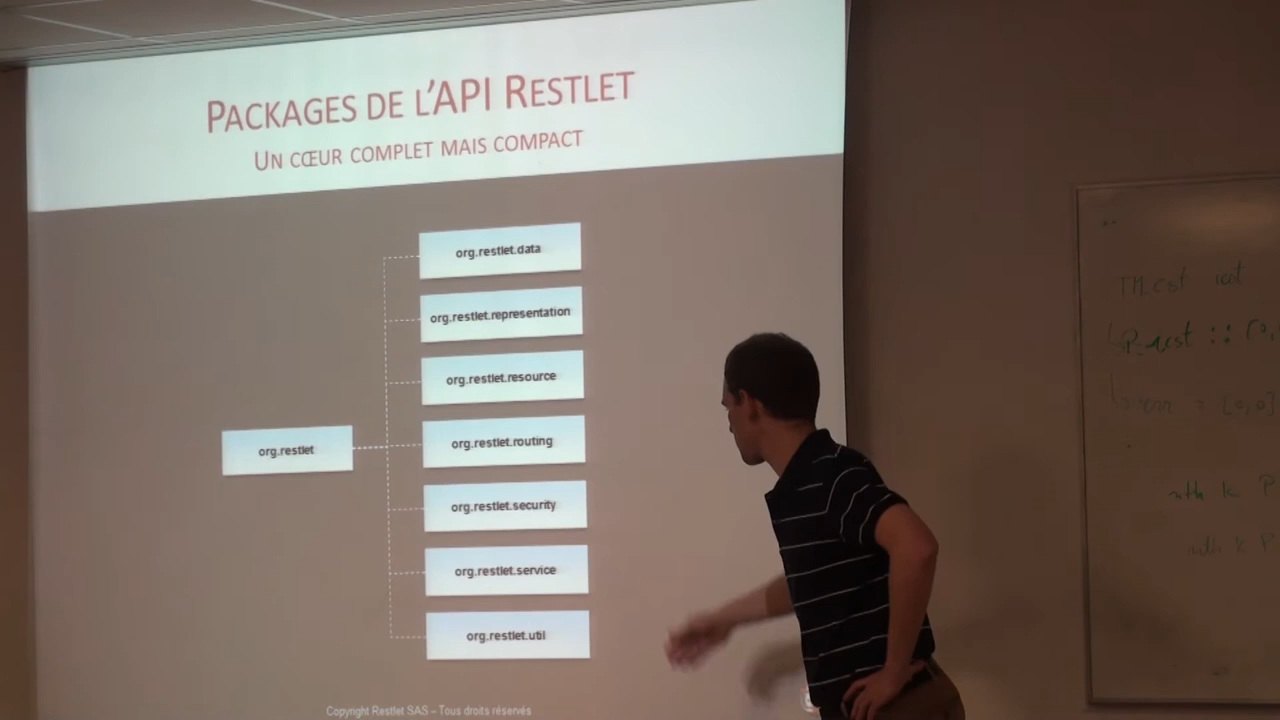 PACKAGES DE L'API RESTLET
UN CŒUR COMPLET MAIS COMPACT
org.restlet.data
org.restlet.representation
org.restlet.resource
org.restlet
org.restlet.routing
org.restlet.security
org.restlet.service
org.restlet.util
Copyright Restlet SAS – Tous droits réservés
nth k
nth k